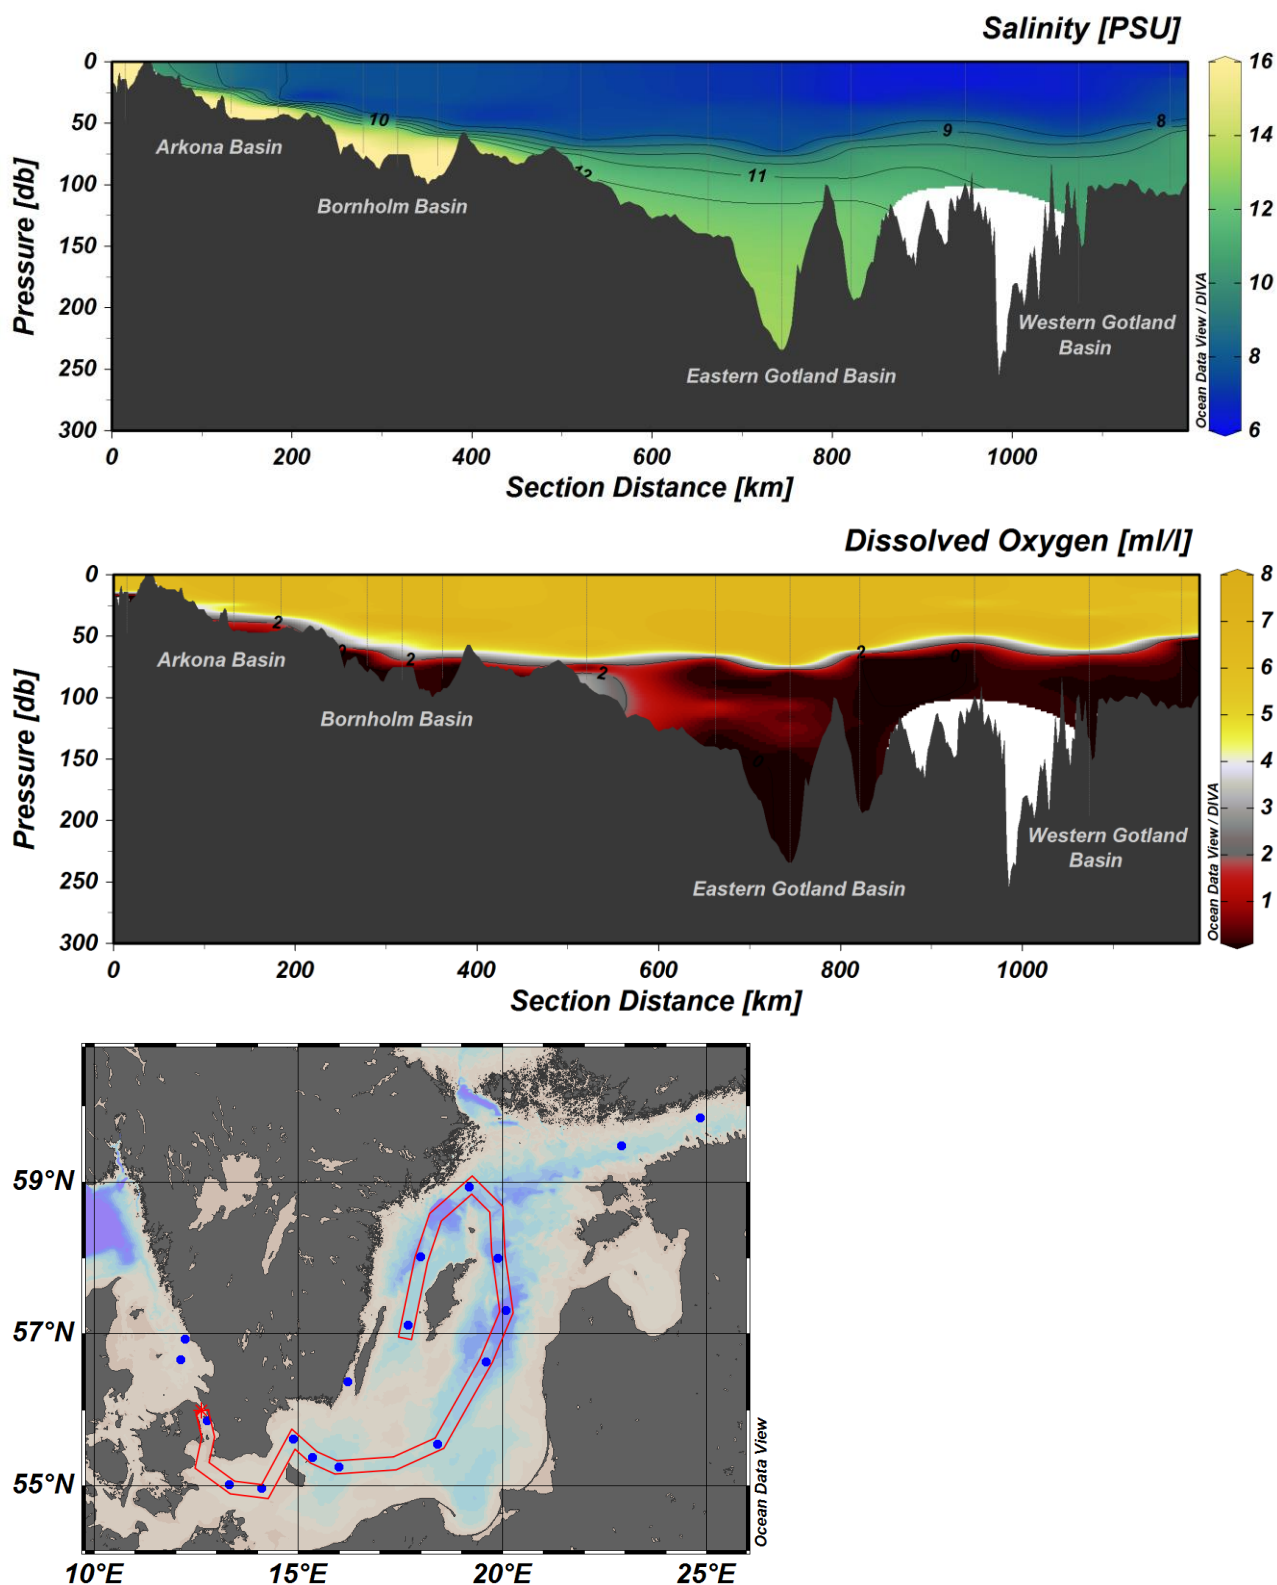 Salinity [PSU]
0
50
100
150
200
250
300
Pressure [db]
10
12
11
9
8
Arkona Basin
Bornholm Basin
Eastern Gotland Basin
Western Gotland
Basin
0
200
400
600
800
1000
Section Distance [km]
16
14
12
10
8
6
Ocean Data View / DIVA
Dissolved Oxygen [ml/l]
0
50
100
150
200
250
300
Pressure [db]
2
2
2
2
2
0
0
Arkona Basin
Bornholm Basin
Eastern Gotland Basin
Western Gotland
Basin
0
200
400
600
800
1000
Section Distance [km]
8
7
6
5
4
3
2
1
Ocean Data View / DIVA
59°N
57°N
55°N
10°E
15°E
20°E
25°E
Ocean Data View